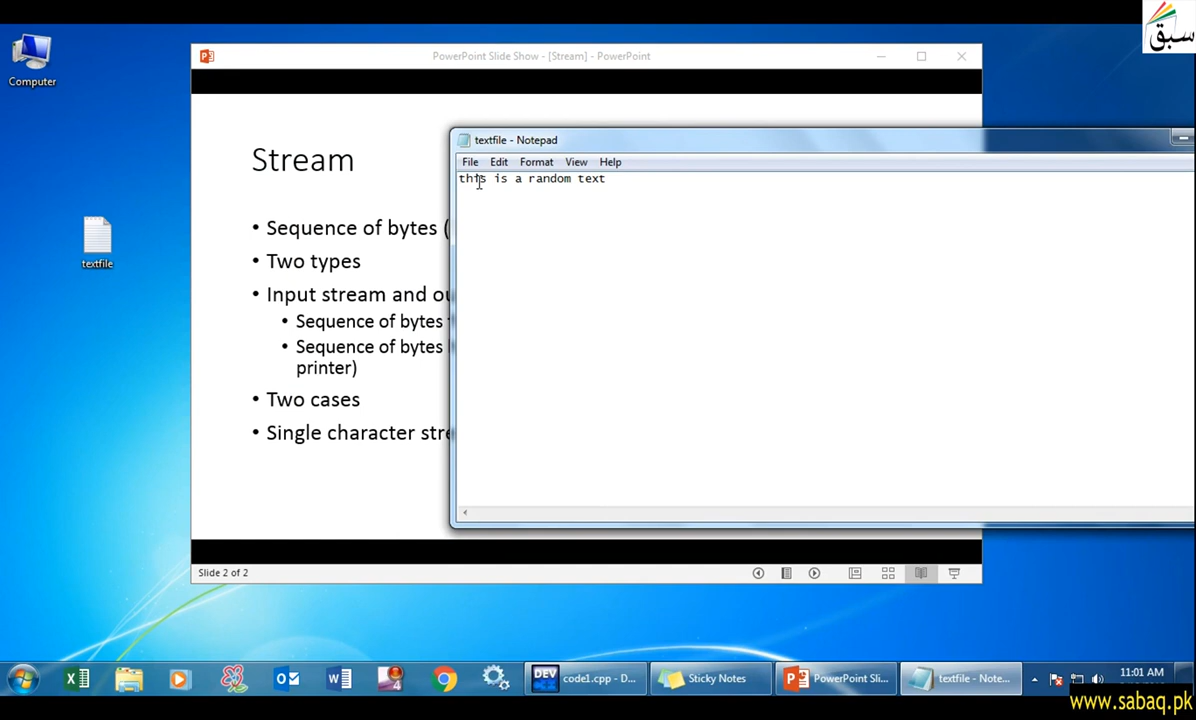 سبق
Computer
PowerPoint Slide Show - [Stream] - PowerPoint
textfile - Notepad
File Edit Format View Help
this is a random text
Stream
• Sequence of bytes (
• Two types
• Input stream and ou
• Sequence of bytes
• Sequence of bytes
printer)
• Two cases
• Single character stre
textfile
Slide 2 of 2
code1.cpp - D...
Sticky Notes
PowerPoint Sli...
textfile - Note...
11:01 AM
www.sabaq.pk